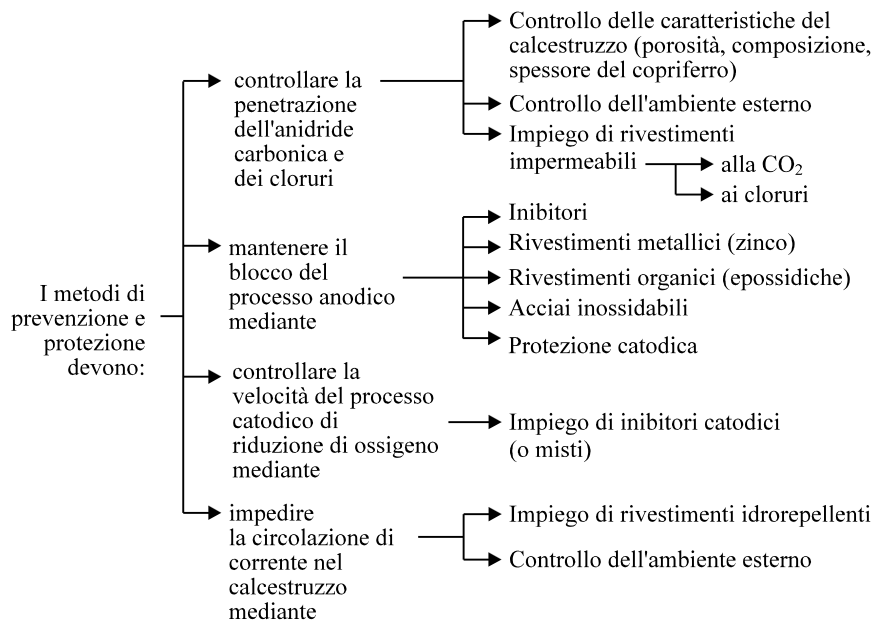 I metodi di
prevenzione e
protezione
devono:
controllare la
penetrazione
dell'anidride
carbonica e
dei cloruri
Controllo delle caratteristiche del
calcestruzzo (porosità, composizione,
spessore del copriferro)
Controllo dell'ambiente esterno
Impiego di rivestimenti
impermeabili
alla CO₂
ai cloruri
mantenere il
blocco del
processo anodico
mediante
Inibitori
Rivestimenti metallici (zinco)
Rivestimenti organici (epossidiche)
Acciai inossidabili
Protezione catodica
controllare la
velocità del processo
catodico di
riduzione di ossigeno
mediante
Impiego di inibitori catodici
(o misti)
impedire
la circolazione di
corrente nel
calcestruzzo
mediante
Impiego di rivestimenti idrorepellenti
Controllo dell'ambiente esterno